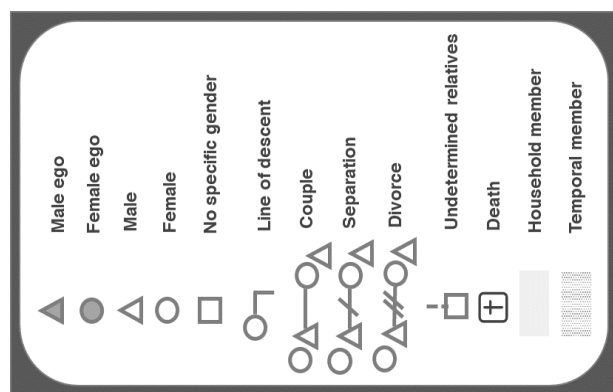 Male ego
Female ego
Male
Female
No specific gender
Line of descent
Couple
Separation
Divorce
Undetermined relatives
Death
Household member
Temporal member